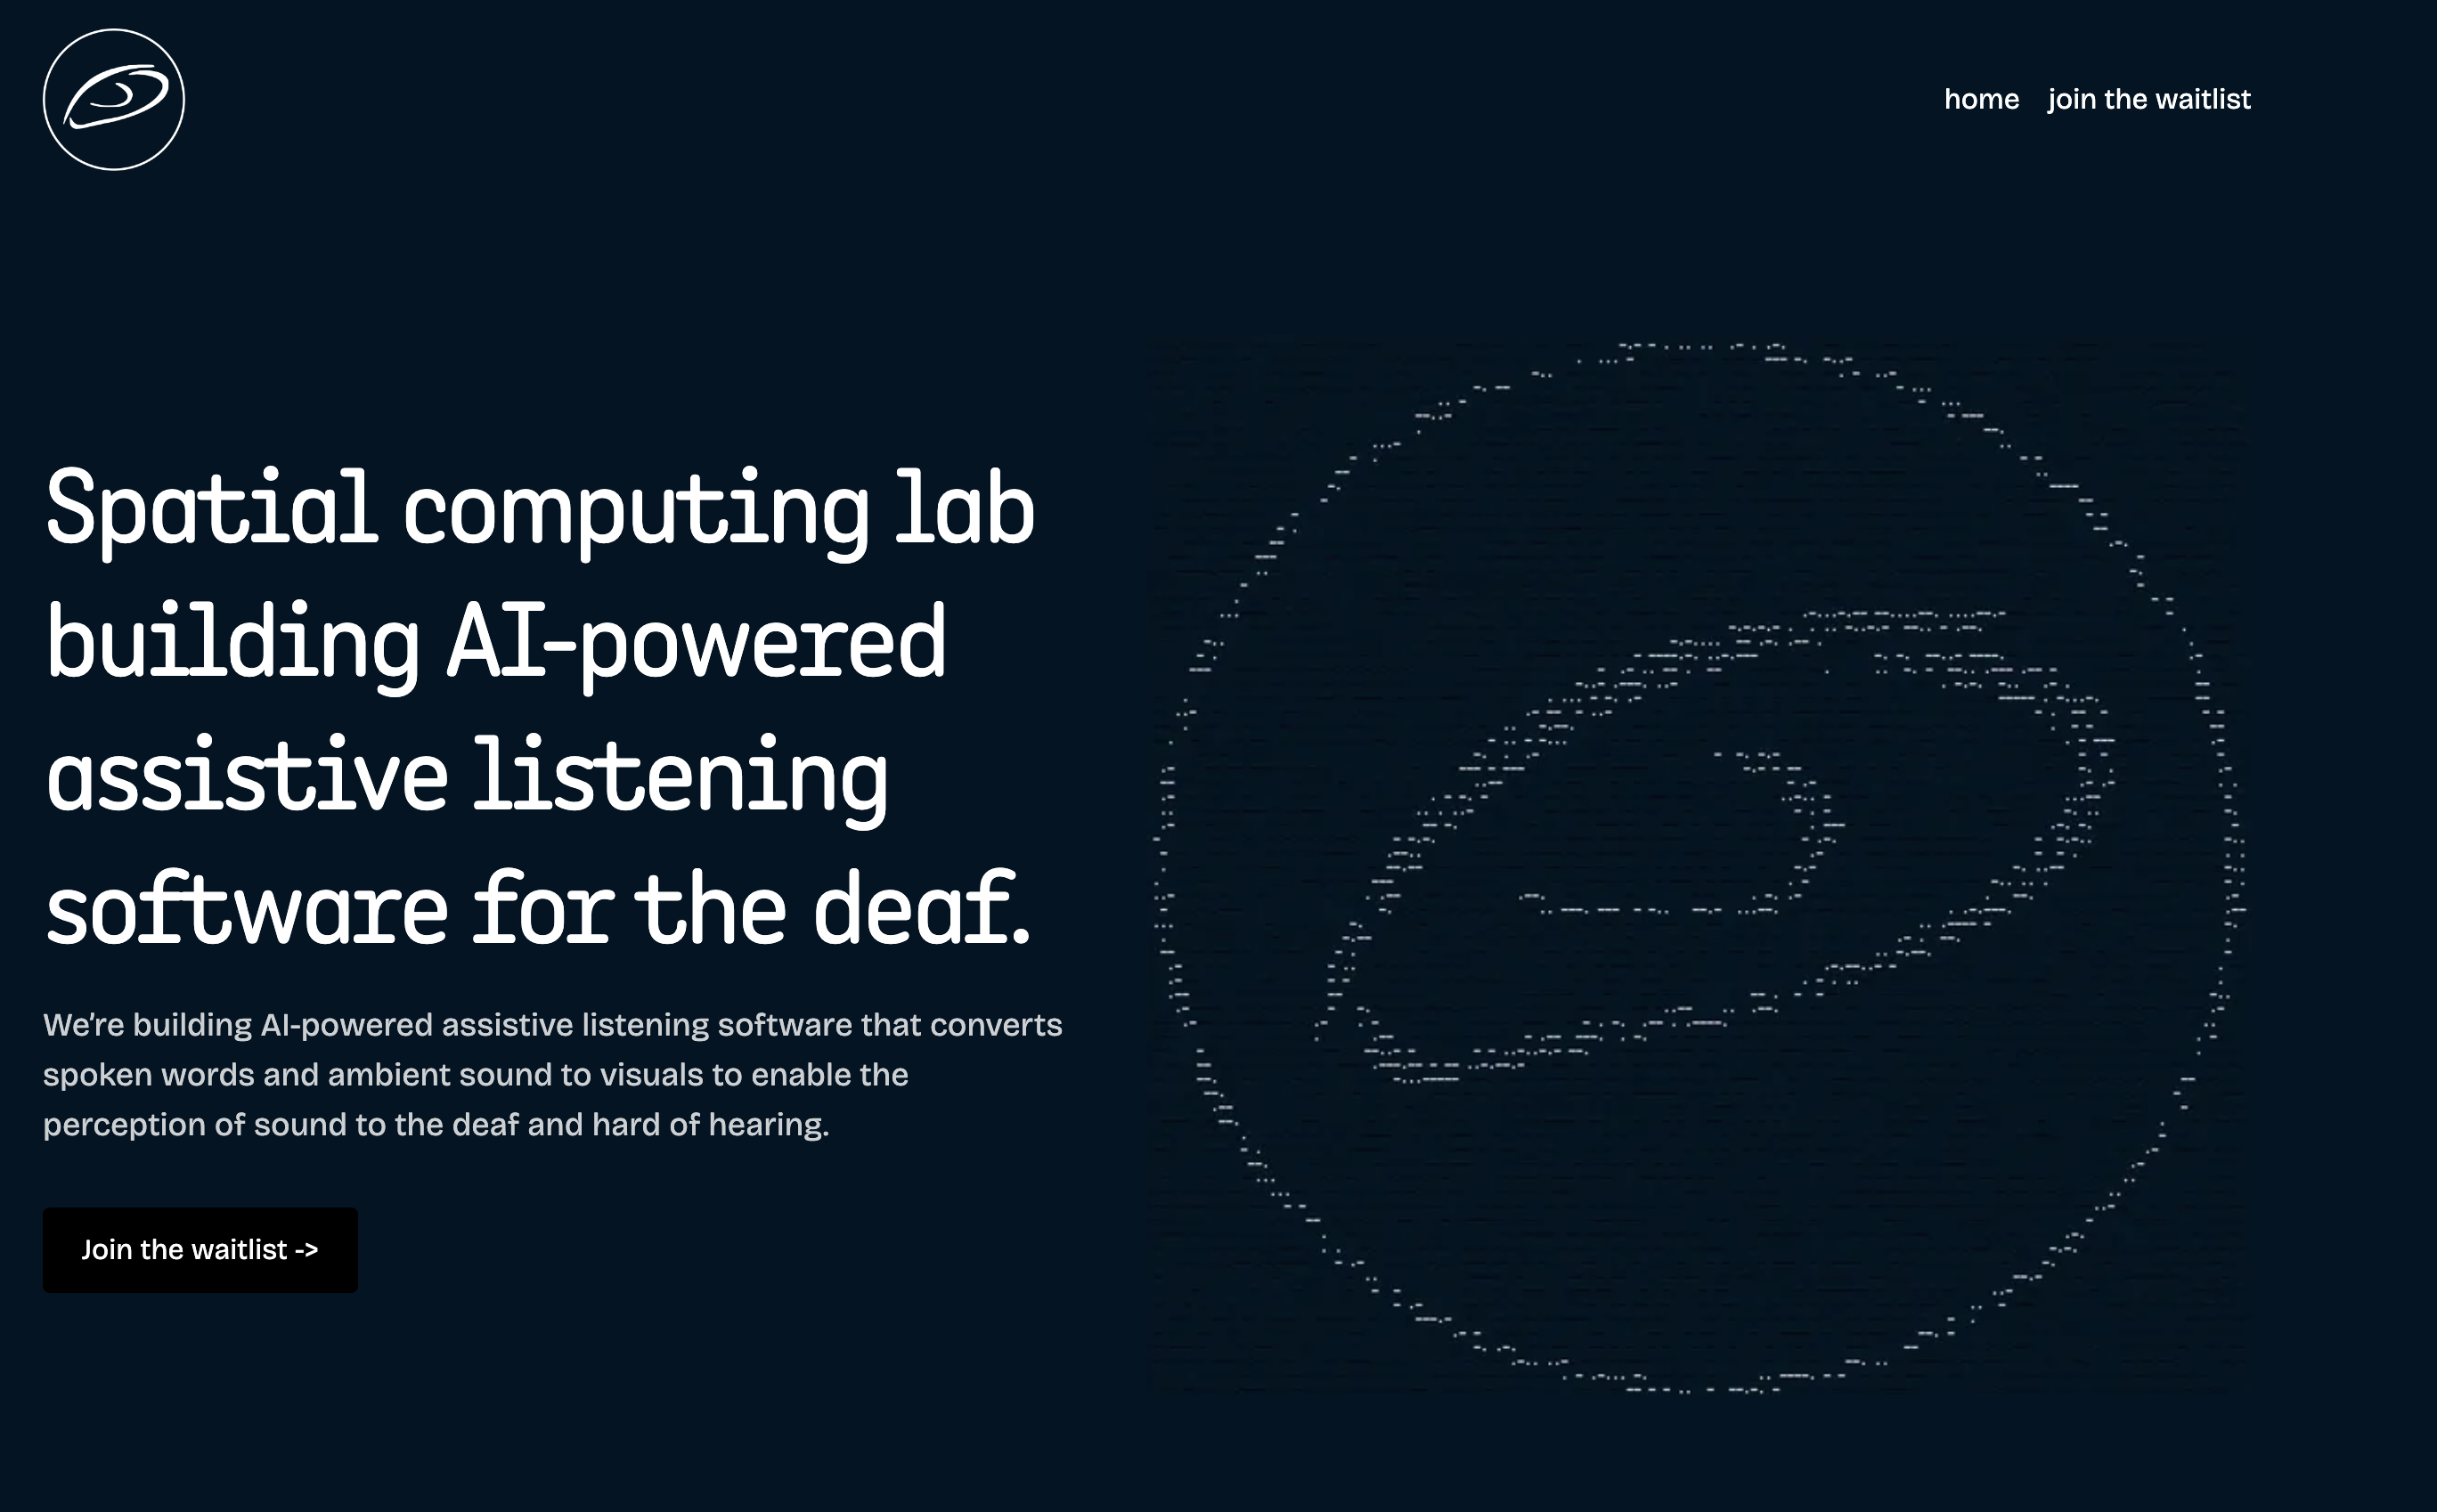 home join the waitlist
Spatial computing lab
building AI-powered
assistive listening
software for the deaf.
We’re building AI-powered assistive listening software that converts
spoken words and ambient sound to visuals to enable the
perception of sound to the deaf and hard of hearing.
Join the waitlist ->